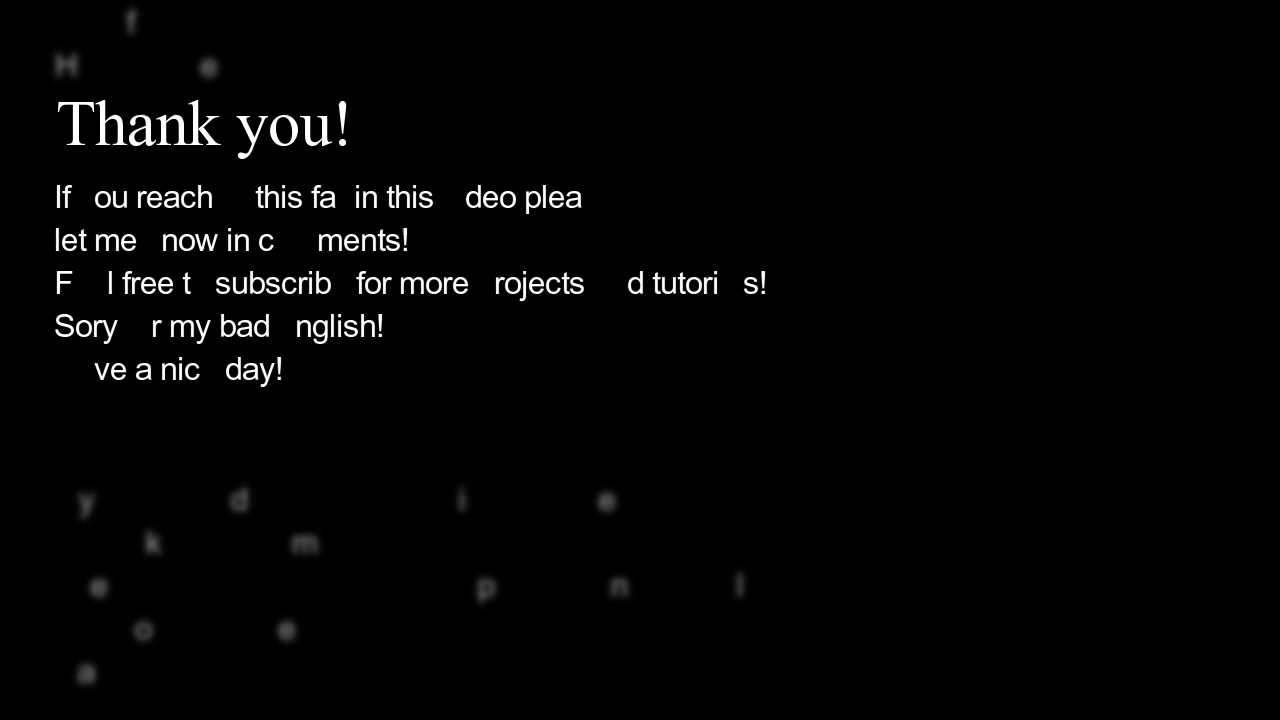 f
H e
Thank you!
If ou reach this fa in this deo plea
let me now in c ments!
F l free t subscrib for more rojects d tutori s!
Sory r my bad nglish!
ve a nic day!
y d i e
k m
e p n l
o e
a